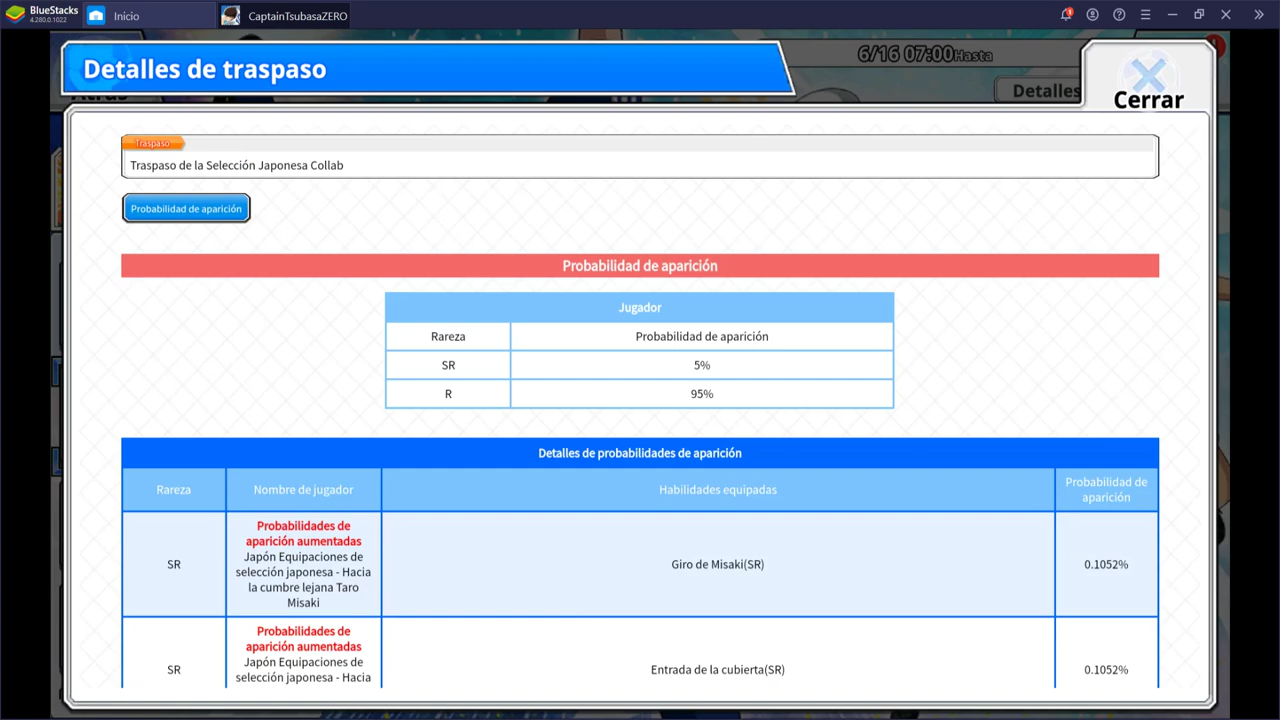 BlueStacks
4.280.0.1022
Inicio
CaptainTsubasaZERO
Detalles de traspaso
6/16 07:00Hasta
Cerrar
Atrás
Detalles
Traspaso
Traspaso de la Selección Japonesa Collab
Probabilidad de aparición
Probabilidad de aparición
Jugador
Rareza Probabilidad de aparición
SR 5%
R 95%
Detalles de probabilidades de aparición
Rareza Nombre de jugador Habilidades equipadas Probabilidad de
aparición
SR
Probabilidades de
aparición aumentadas
Japón Equipaciones de
selección japonesa - Hacia
la cumbre lejana Taro
Misaki
Giro de Misaki(SR)
0.1052%
SR
Probabilidades de
aparición aumentadas
Japón Equipaciones de
selección japonesa - Hacia
Entrada de la cubierta(SR)
0.1052%